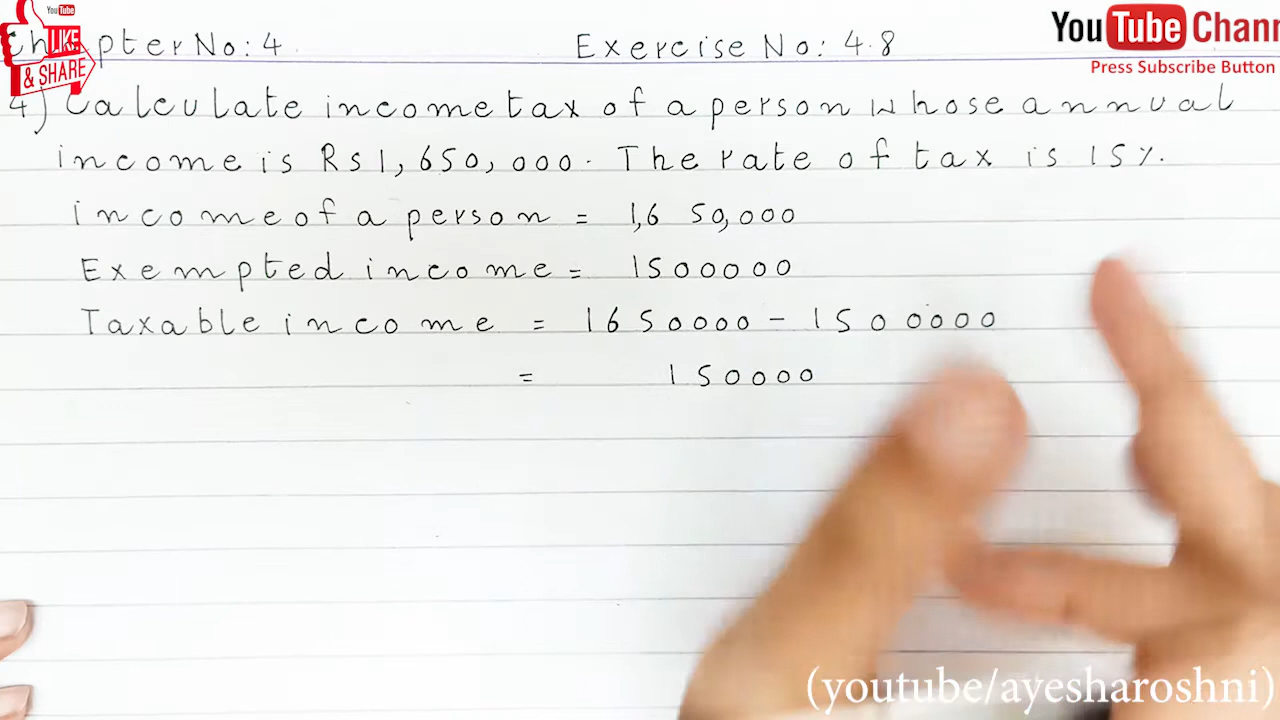 YouTube
LIKE
& SHARE
YouTube Chann
Press Subscribe Button
Chapter No: 4. Exercise No: 4.8
4) Calculate income tax of a person whose annual
income is Rs 1,650,000. The rate of tax is 15%.
income of a person = 1,650,000
Exempted income = 1500000
Taxable income = 1650000 - 1500000
= 150000
(youtube/ayesharoshni)